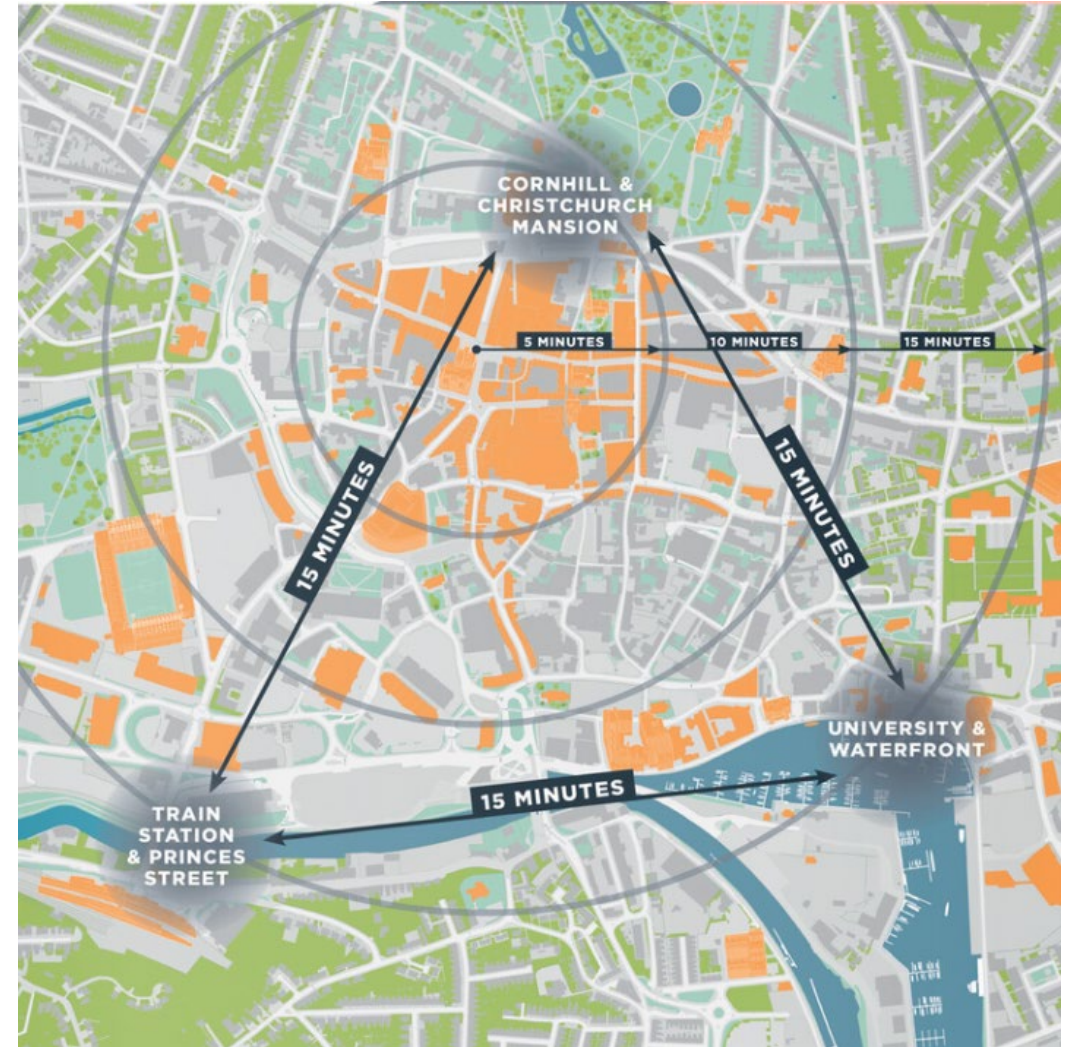 CORNHILL &
CHRISTCHURCH
MANSION
5 MINUTES
10 MINUTES
15 MINUTES
15 MINUTES
15 MINUTES
UNIVERSITY &
WATERFRONT
15 MINUTES
TRAIN
STATION
& PRINCES
STREET